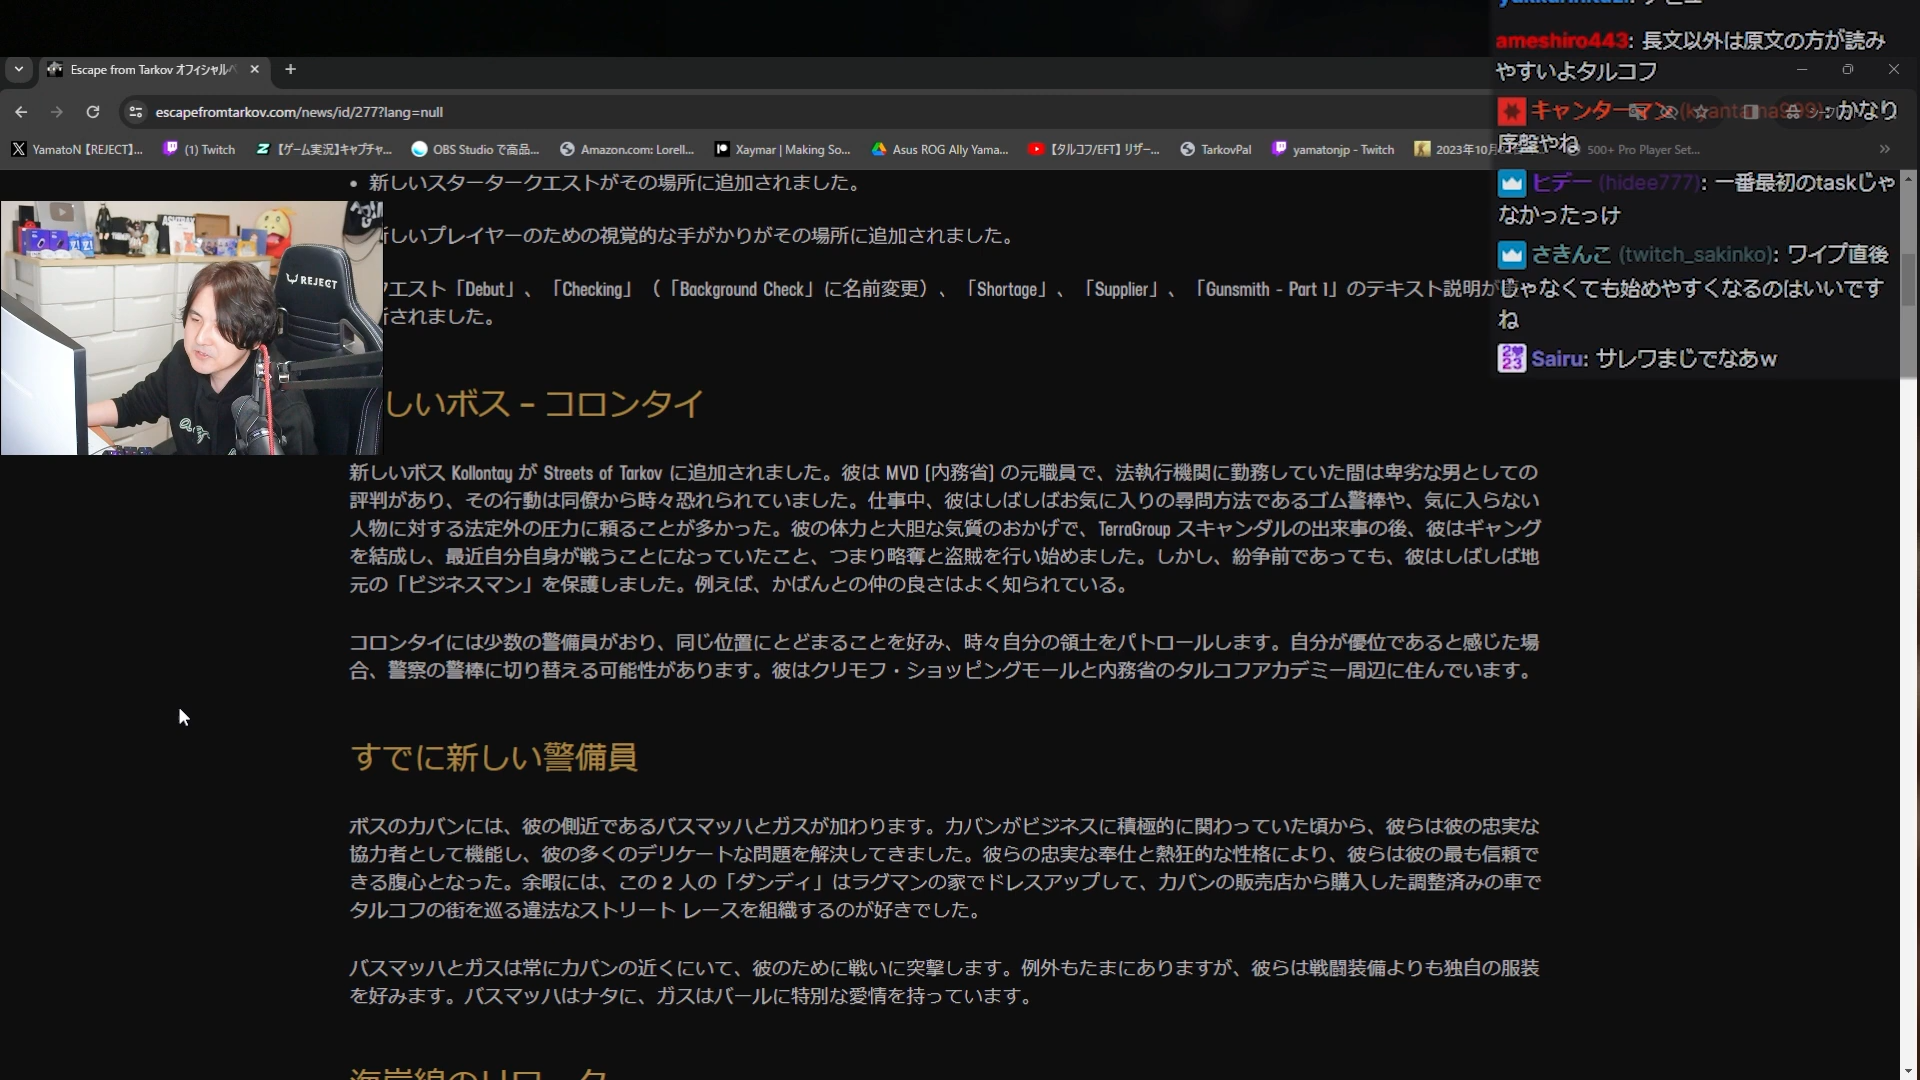 ameshiro443: 長文以外は原文の方が読み
やすいよタルコフ
Escape from Tarkov オフィシャル
escapefromtarkov.com/news/id/277?lang=null
キャンターマン: かなり
序盤やね
YamatoN【REJECT】...
(1) Twitch
【ゲーム実況】キャプチャ...
OBS Studio で高品...
Amazon.com: Lorell...
Xaymar | Making So...
Asus ROG Ally Yama...
【タルコフ/EFT】リザー...
TarkovPal
yamatonjp - Twitch
2023年10月
500+ Pro Player Set...
ヒデー (hidee777): 一番最初のtaskじゃ
なかったっけ
さきんこ (twitch_sakinko): ワイプ直後
じゃなくても始めやすくなるのはいいです
ね
Sairu: サレワまじでなあw
• 新しいスタータークエストがその場所に追加されました。
しいプレイヤーのための視覚的な手がかりがその場所に追加されました。
エスト「Debut」、「Checking」（「Background Check」に名前変更）、「Shortage」、「Supplier」、「Gunsmith - Part 1」のテキスト説明が
されました。
REJECT
しいボス - コロンタイ
新しいボス Kollontay が Streets of Tarkov に追加されました。彼は MVD [内務省] の元職員で、法執行機関に勤務していた間は卑劣な男としての
評判があり、その行動は同僚から時々恐れられていました。仕事中、彼はしばしばお気に入りの尋問方法であるゴム警棒や、気に入らない
人物に対する法定外の圧力に頼ることが多かった。彼の体力と大胆な気質のおかげで、TerraGroup スキャンダルの出来事の後、彼はギャング
を結成し、最近自分自身が戦うことになっていたこと、つまり略奪と盗賊を行い始めました。しかし、紛争前であっても、彼はしばしば地
元の「ビジネスマン」を保護しました。例えば、かばんとの仲の良さはよく知られている。
コロンタイには少数の警備員がおり、同じ位置にとどまることを好み、時々自分の領土をパトロールします。自分が優位であると感じた場
合、警察の警棒に切り替える可能性があります。彼はクリモフ・ショッピングモールと内務省のタルコフアカデミー周辺に住んでいます。
すでに新しい警備員
ボスのカバンには、彼の側近であるバスマッハとガスが加わります。カバンがビジネスに積極的に関わっていた頃から、彼らは彼の忠実な
協力者として機能し、彼の多くのデリケートな問題を解決してきました。彼らの忠実な奉仕と熱狂的な性格により、彼らは彼の最も信頼で
きる腹心となった。余暇には、この 2 人の「ダンディ」はラグマンの家でドレスアップして、カバンの販売店から購入した調整済みの車で
タルコフの街を巡る違法なストリート レースを組織するのが好きでした。
バスマッハとガスは常にカバンの近くにいて、彼のために戦いに突撃します。例外もたまにありますが、彼らは戦闘装備よりも独自の服装
を好みます。バスマッハはナタに、ガスはバールに特別な愛情を持っています。